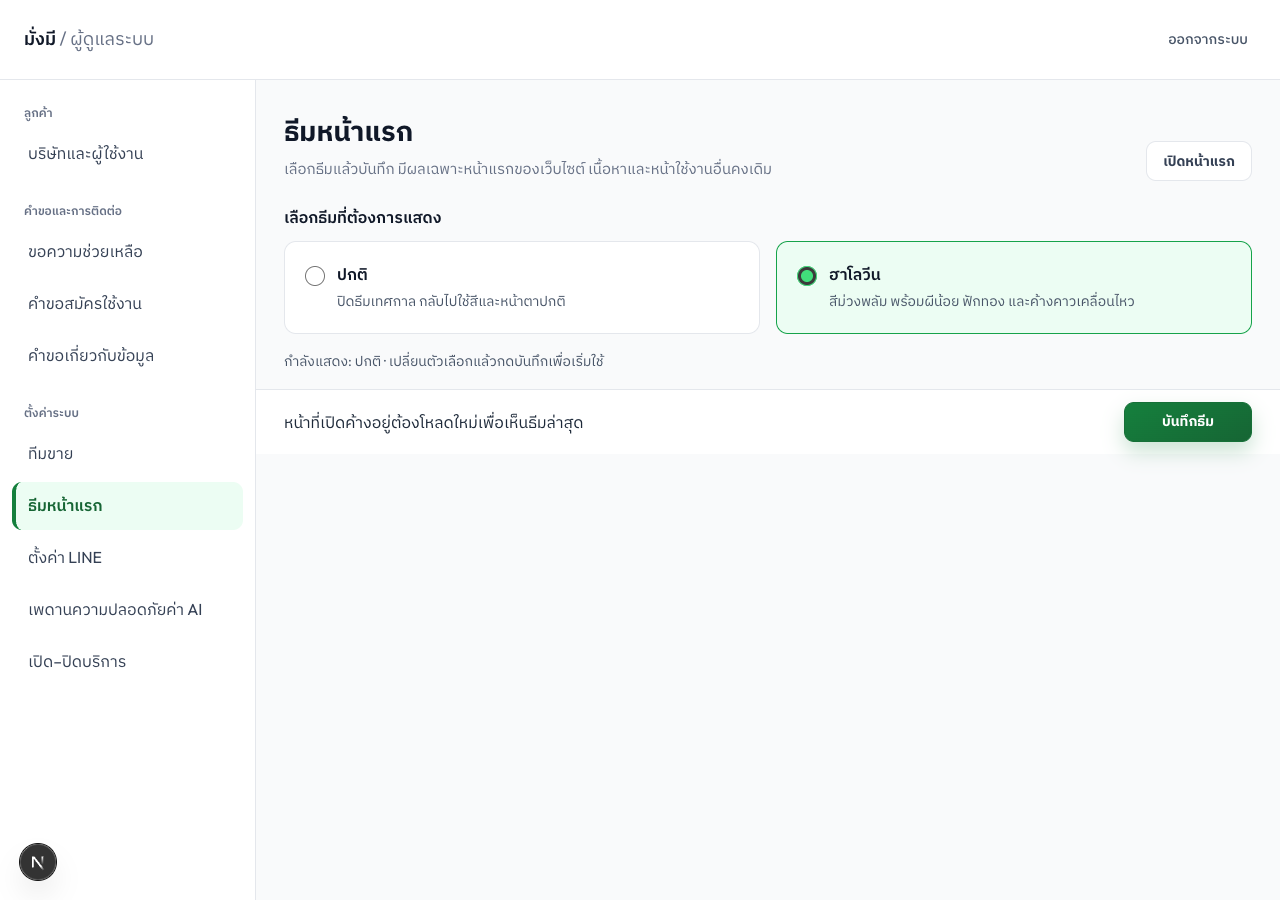 มั่งมี / ผู้ดูแลระบบ
ออกจากระบบ
ลูกค้า
บริษัทและผู้ใช้งาน
คำขอและการติดต่อ
ขอความช่วยเหลือ
คำขอสมัครใช้งาน
คำขอเกี่ยวกับข้อมูล
ตั้งค่าระบบ
ทีมขาย
ธีมหน้าแรก
ตั้งค่า LINE
เพดานความปลอดภัยค่า AI
เปิด–ปิดบริการ
N
ธีมหน้าแรก
เลือกธีมแล้วบันทึก มีผลเฉพาะหน้าแรกของเว็บไซต์ เนื้อหาและหน้าใช้งานอื่นคงเดิม
เปิดหน้าแรก
เลือกธีมที่ต้องการแสดง
ปกติ
ปิดธีมเทศกาล กลับไปใช้สีและหน้าตาปกติ
ฮาโลวีน
สีม่วงพลัม พร้อมผีน้อย ฟักทอง และค้างคาวเคลื่อนไหว
กำลังแสดง: ปกติ · เปลี่ยนตัวเลือกแล้วกดบันทึกเพื่อเริ่มใช้
หน้าที่เปิดค้างอยู่ต้องโหลดใหม่เพื่อเห็นธีมล่าสุด
บันทึกธีม